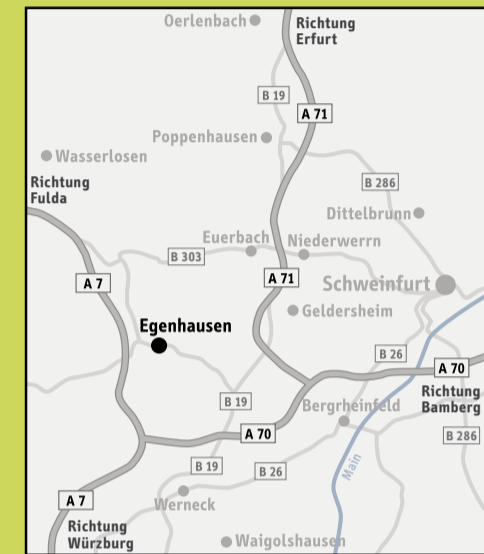 Oerlenbach
Richtung
Erfurt
B 19
A 71
Poppenhausen
Wasserlosen
Richtung
Fulda
B 286
Dittelbrunn
Euerbach
Niederwerrn
B 303
A 7
A 71
Schweinfurt
Geldersheim
Egenhausen
B 26
A 70
Richtung
Bamberg
B 19
Bergrheinfeld
A 70
B 286
B 19
B 26
Main
Werneck
A 7
Richtung
Würzburg
Waigolshausen